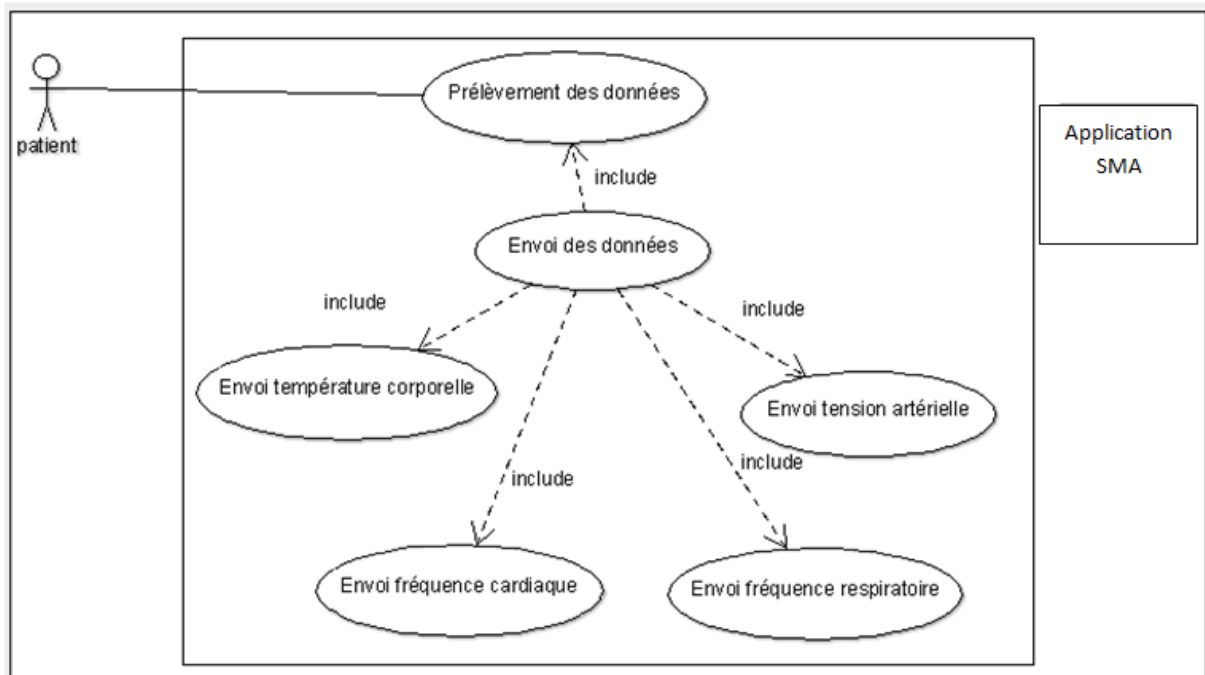 Prélèvement des données
patient
Application
SMA
include
Envoi des données
include
include
Envoi température corporelle
Envoi tension artérielle
include
include
Envoi fréquence cardiaque
Envoi fréquence respiratoire